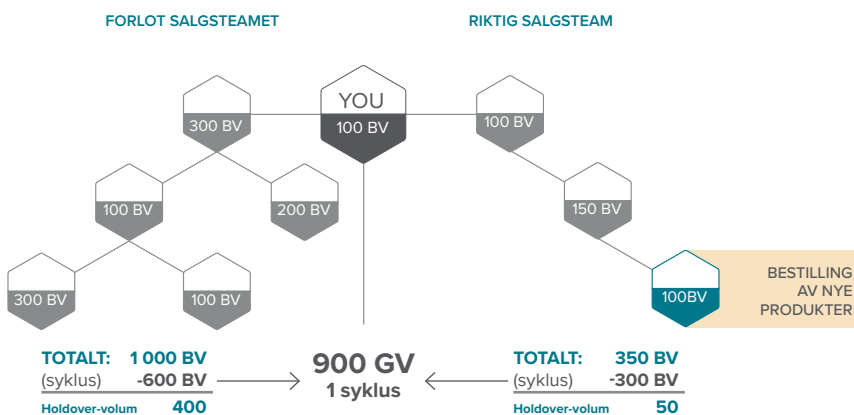 FORLOT SALGSTEAMET
RIKTIG SALGSTEAM
YOU
300 BV
100 BV
100 BV
100 BV
200 BV
150 BV
300 BV
100 BV
100BV
BESTILLING
AV NYE
PRODUKTER
TOTALT: 1 000 BV
(syklus) -600 BV
Holdover-volum 400
900 GV
1 syklus
TOTALT: 350 BV
(syklus) -300 BV
Holdover-volum 50